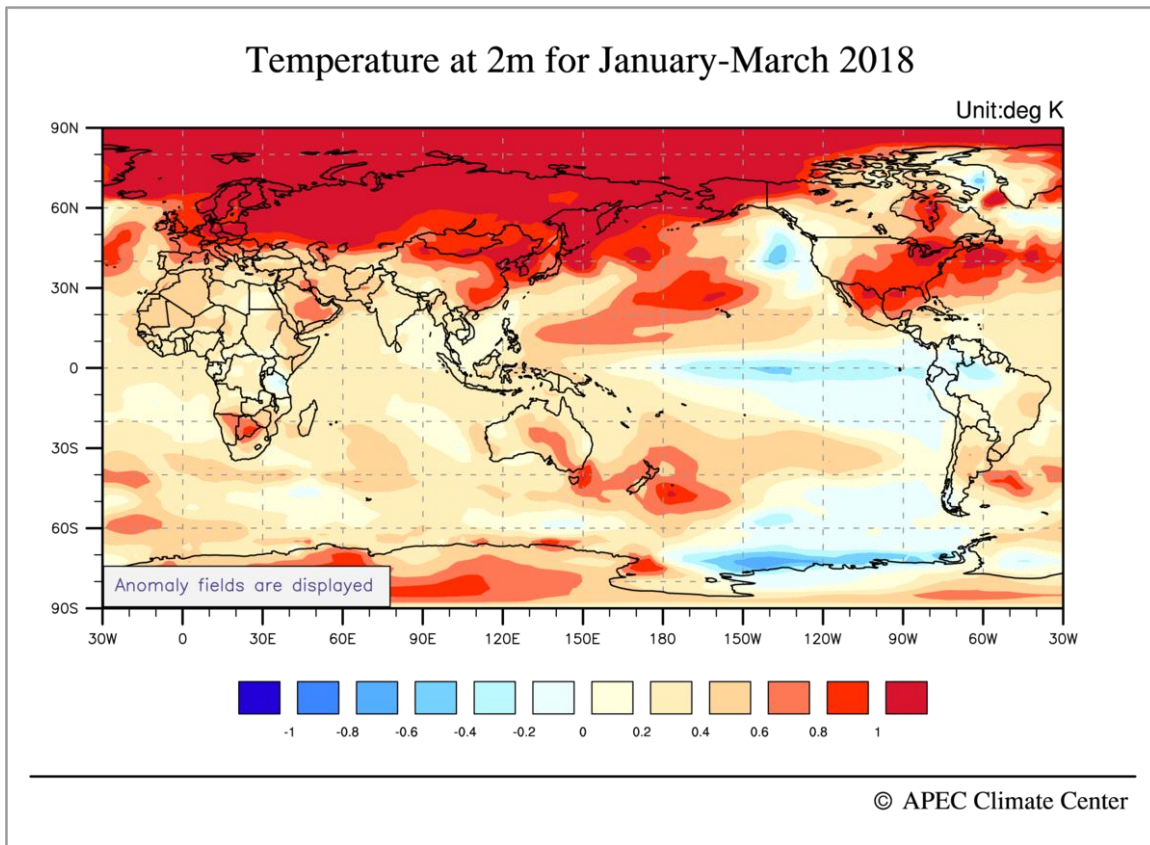 Temperature at 2m for January-March 2018
Unit:deg K
90N
60N
30N
0
30S
60S
90S
Anomaly fields are displayed
30W 0 30E 60E 90E 120E 150E 180 150W 120W 90W 60W 30W
-1 -0.8 -0.6 -0.4 -0.2 0 0.2 0.4 0.6 0.8 1
© APEC Climate Center